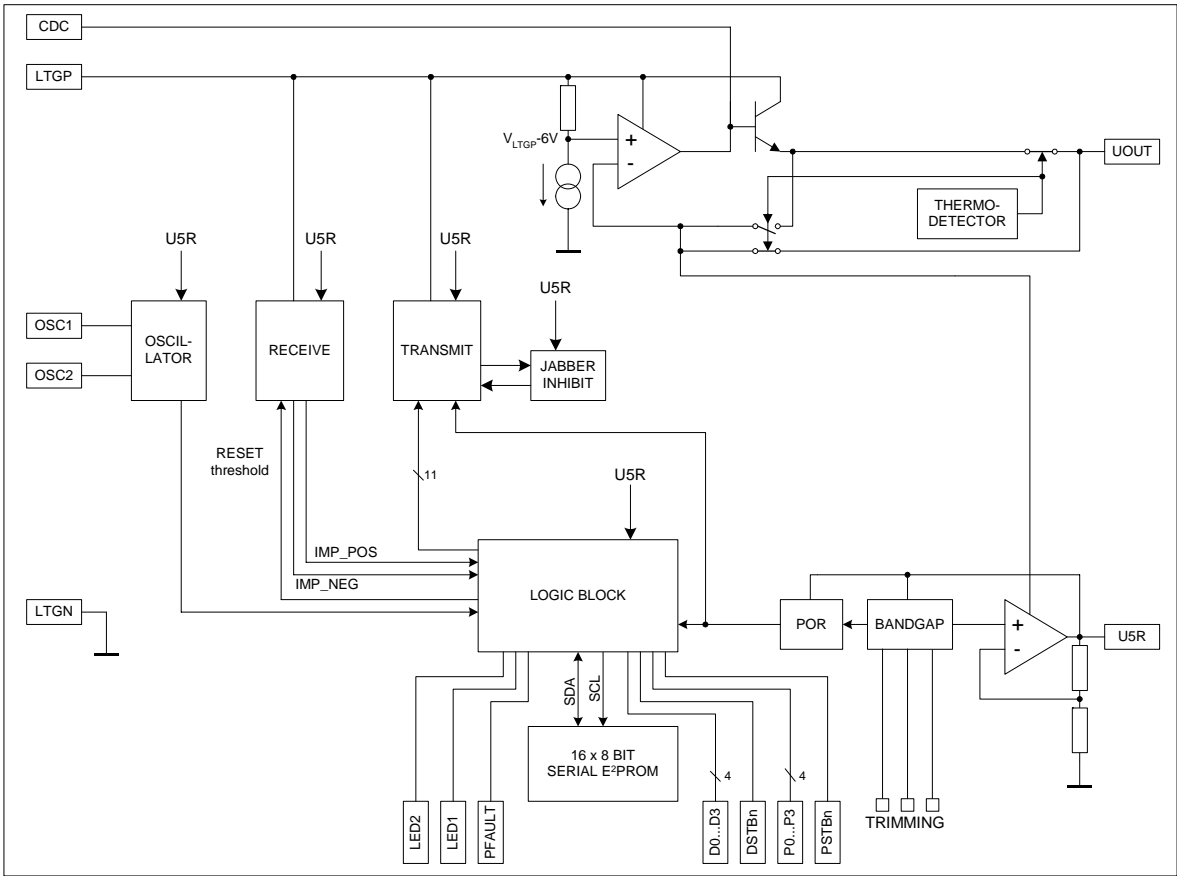 CDC
LTGP
V_LTGP-6V
+
-
UOUT
THERMO-
DETECTOR
U5R
U5R
U5R
U5R
OSC1
OSC2
OSCIL-
LATOR
RECEIVE
TRANSMIT
JABBER
INHIBIT
RESET
threshold
11
U5R
IMP_POS
IMP_NEG
LOGIC BLOCK
LTGN
POR
BANDGAP
+
-
U5R
SDA
SCL
16 x 8 BIT
SERIAL E²PROM
4
4
LED2
LED1
PFAULT
D0...D3
DSTBn
P0...P3
PSTBn
TRIMMING